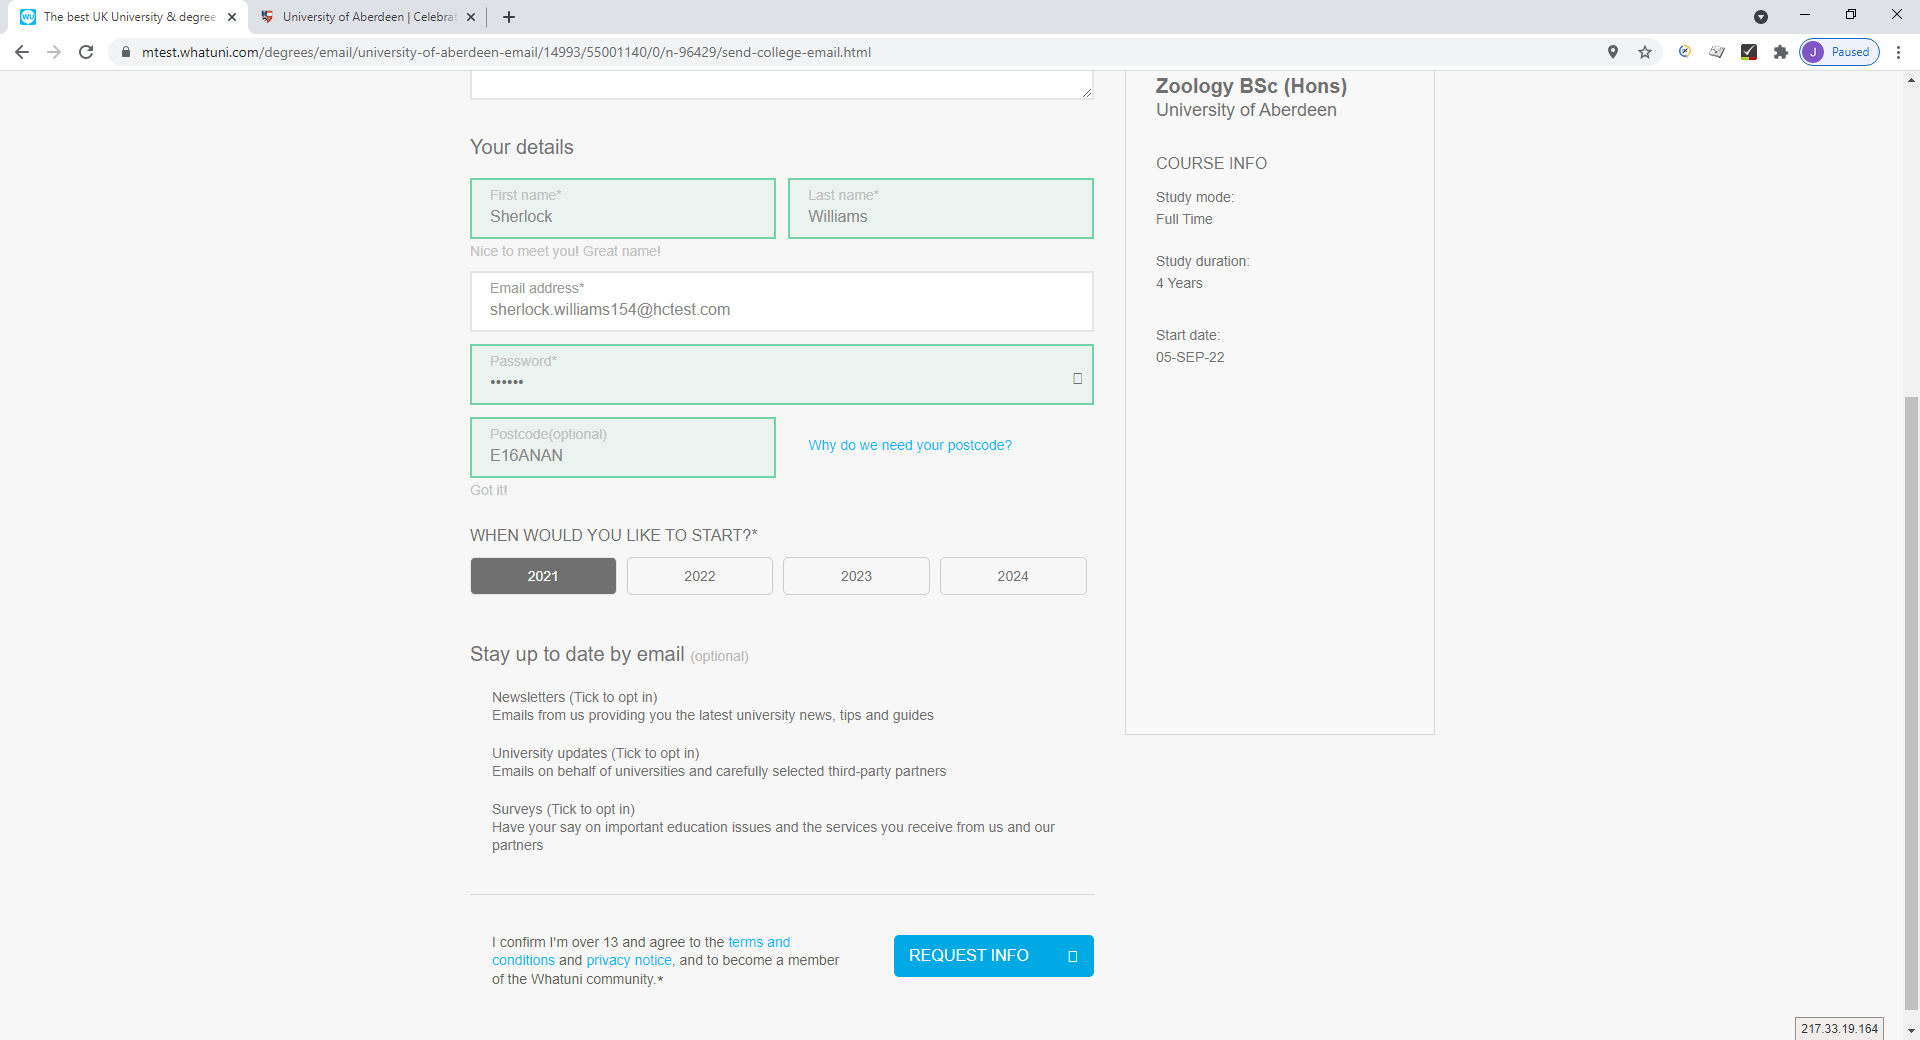 The best UK University & degree
University of Aberdeen | Celebrat
mtest.whatuni.com/degrees/email/university-of-aberdeen-email/14993/55001140/0/n-96429/send-college-email.html
J Paused
Zoology BSc (Hons)
University of Aberdeen
COURSE INFO
Study mode:
Full Time
Study duration:
4 Years
Start date:
05-SEP-22
Your details
First name*
Sherlock
Last name*
Williams
Nice to meet you! Great name!
Email address*
sherlock.williams154@hctest.com
Password*
••••••
Postcode(optional)
E16ANAN
Why do we need your postcode?
Got it!
WHEN WOULD YOU LIKE TO START?*
2021 2022 2023 2024
Stay up to date by email (optional)
Newsletters (Tick to opt in)
Emails from us providing you the latest university news, tips and guides
University updates (Tick to opt in)
Emails on behalf of universities and carefully selected third-party partners
Surveys (Tick to opt in)
Have your say on important education issues and the services you receive from us and our
partners
I confirm I'm over 13 and agree to the terms and
conditions and privacy notice, and to become a member
of the Whatuni community.*
REQUEST INFO
217.33.19.164